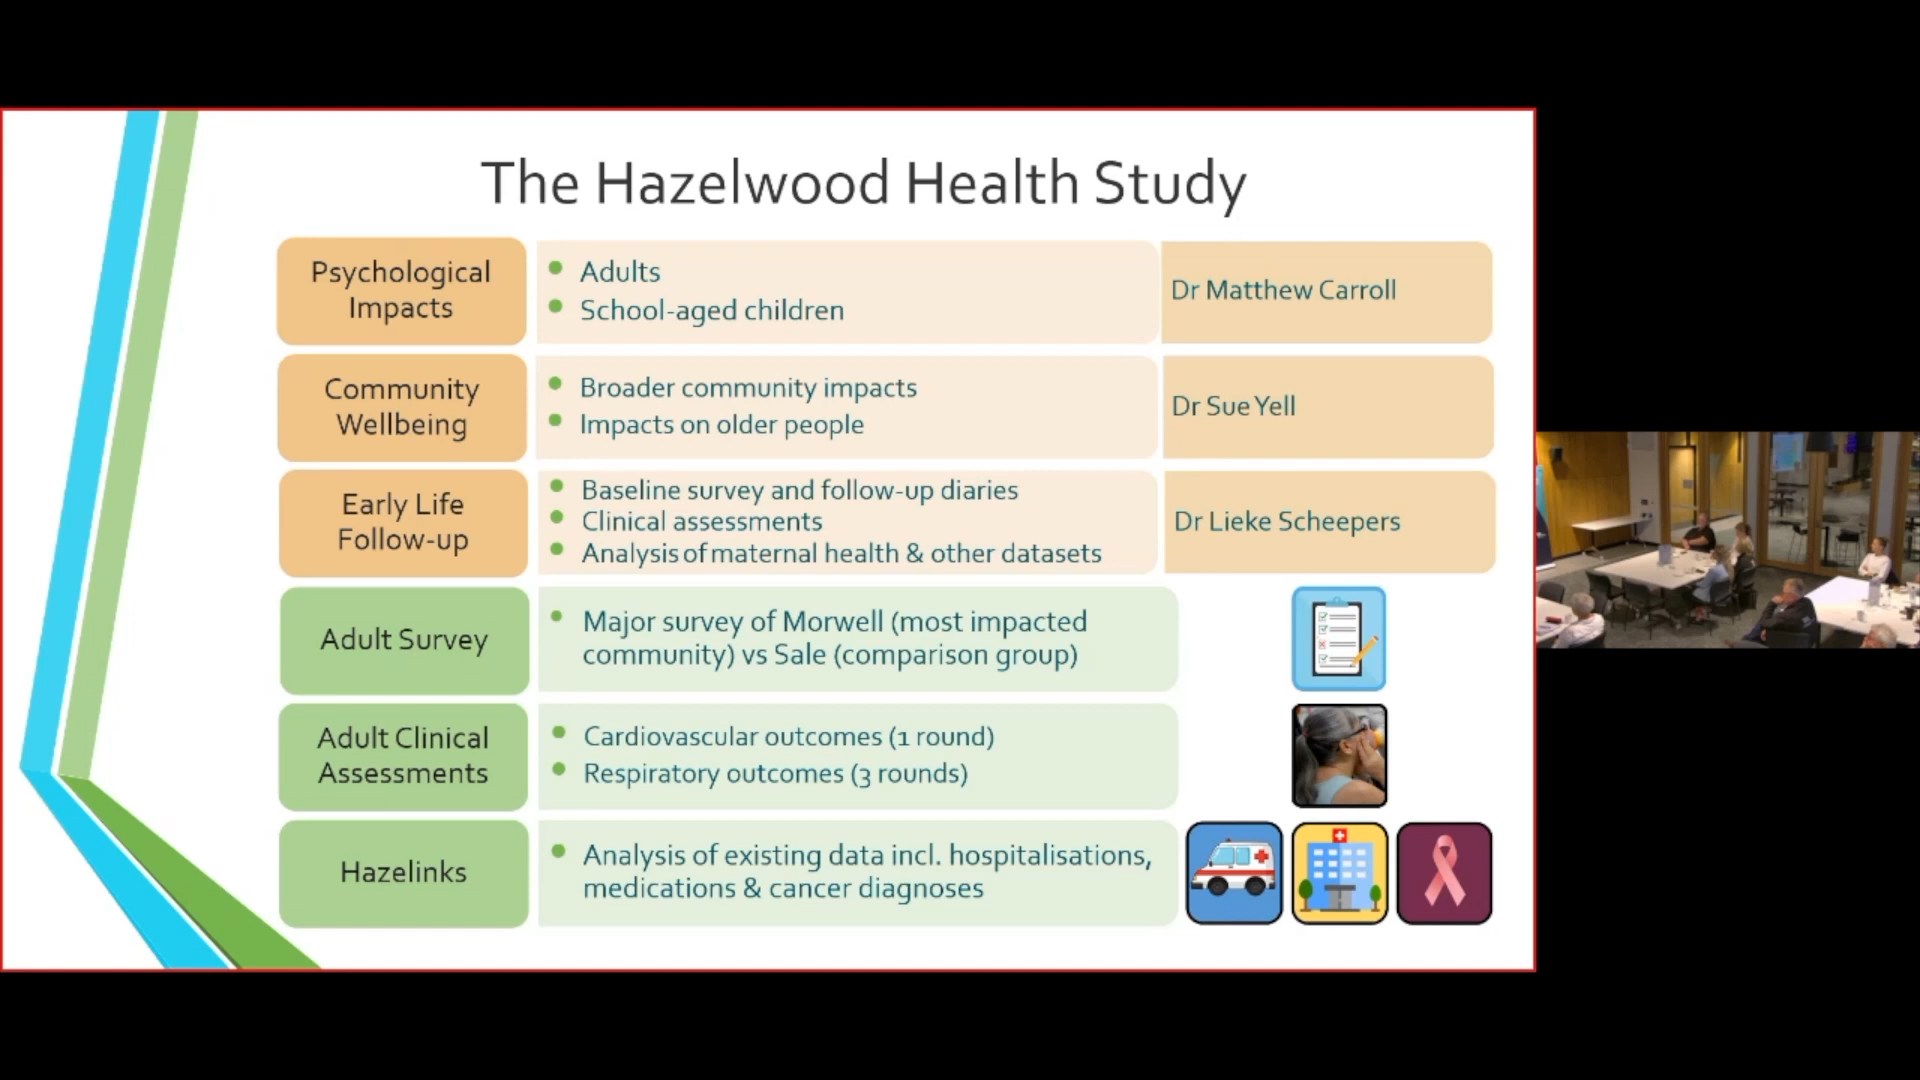 The Hazelwood Health Study
Psychological
Impacts
Adults
School-aged children
Dr Matthew Carroll
Community
Wellbeing
Broader community impacts
Impacts on older people
Dr Sue Yell
Early Life
Follow-up
Baseline survey and follow-up diaries
Clinical assessments
Analysis of maternal health & other datasets
Dr Lieke Scheepers
Adult Survey
Major survey of Morwell (most impacted
community) vs Sale (comparison group)
Adult Clinical
Assessments
Cardiovascular outcomes (1 round)
Respiratory outcomes (3 rounds)
Hazelinks
Analysis of existing data incl. hospitalisations,
medications & cancer diagnoses